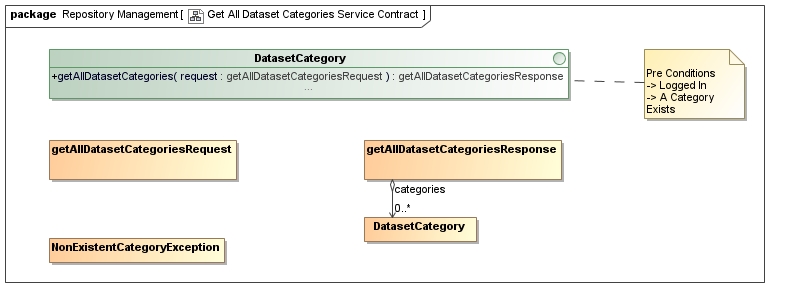 package Repository Management[ Get All Dataset Categories Service Contract ]
DatasetCategory
+getAllDatasetCategories( request : getAllDatasetCategoriesRequest ) : getAllDatasetCategoriesResponse
...
Pre Conditions
-> Logged In
-> A Category
Exists
getAllDatasetCategoriesRequest
getAllDatasetCategoriesResponse
categories
0..*
DatasetCategory
NonExistentCategoryException